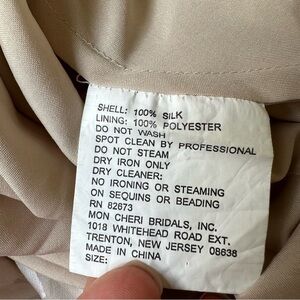 SHELL: 100% SILK
LINING: 100% POLYESTER
DO NOT WASH
SPOT CLEAN BY PROFESSIONAL
DO NOT STEAM
DRY IRON ONLY
DRY CLEANER:
NO IRONING OR STEAMING
ON SEQUINS OR BEADING
RN 82673
MON CHERI BRIDALS, INC.
1018 WHITEHEAD ROAD EXT.
TRENTON, NEW JERSEY 08638
MADE IN CHINA
SIZE: